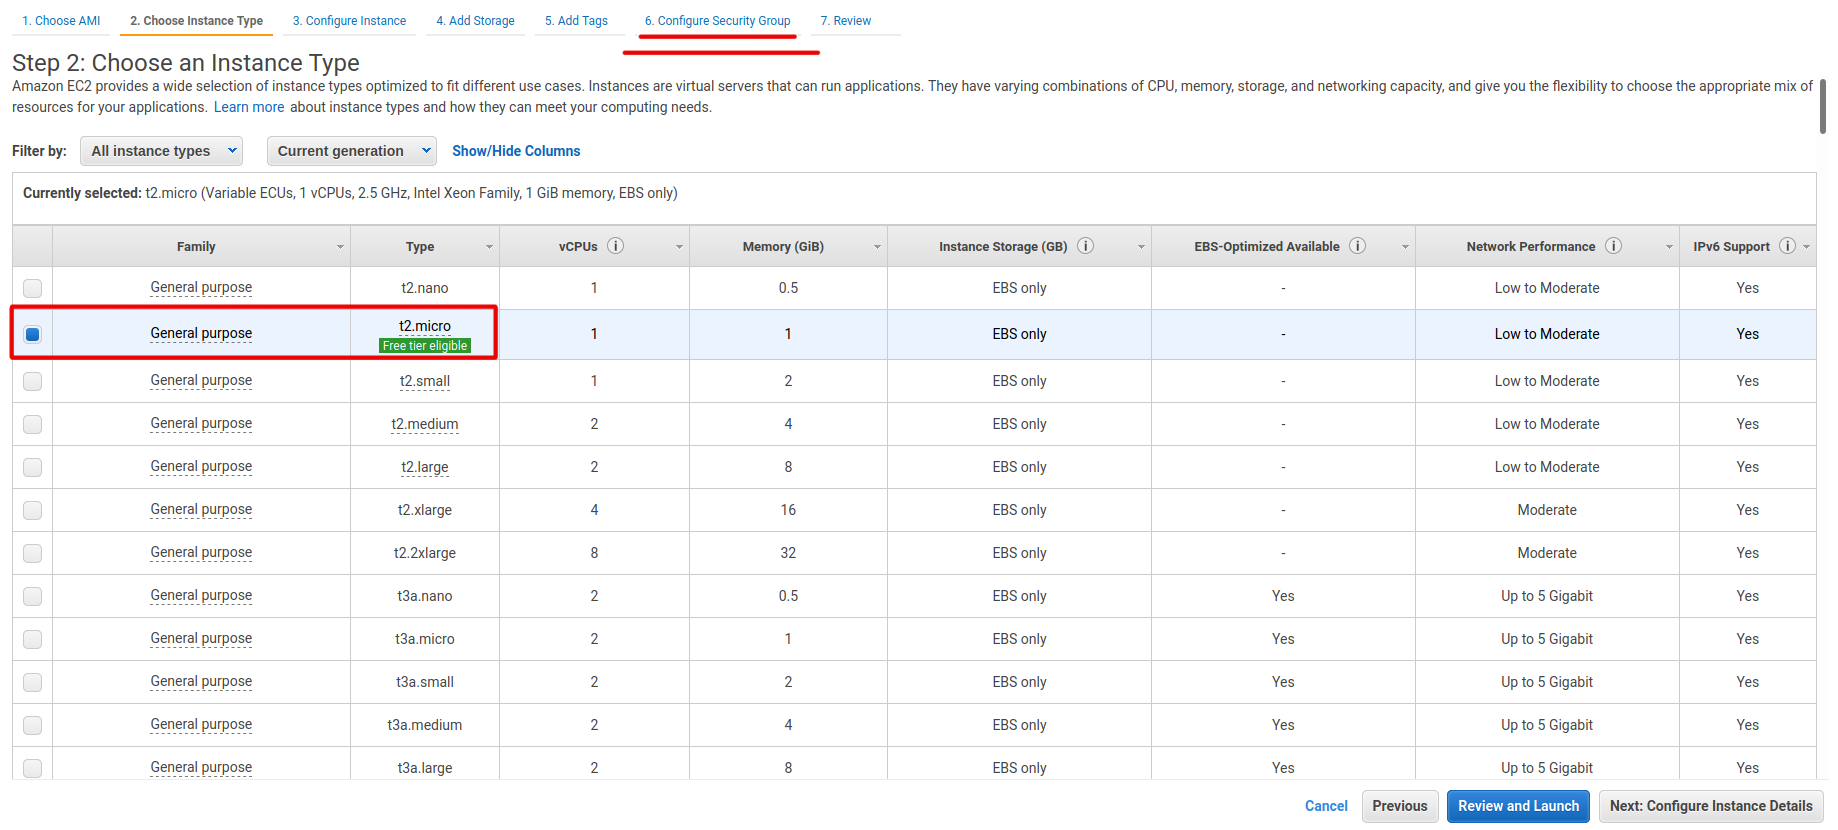 1. Choose AMI 2. Choose Instance Type 3. Configure Instance 4. Add Storage 5. Add Tags 6. Configure Security Group 7. Review
Step 2: Choose an Instance Type
Amazon EC2 provides a wide selection of instance types optimized to fit different use cases. Instances are virtual servers that can run applications. They have varying combinations of CPU, memory, storage, and networking capacity, and give you the flexibility to choose the appropriate mix of
resources for your applications. Learn more about instance types and how they can meet your computing needs.
Filter by: All instance types Current generation Show/Hide Columns
Currently selected: t2.micro (Variable ECUs, 1 vCPUs, 2.5 GHz, Intel Xeon Family, 1 GiB memory, EBS only)
Family Type vCPUs i Memory (GiB) Instance Storage (GB) i EBS-Optimized Available i Network Performance i IPv6 Support i
General purpose t2.nano 1 0.5 EBS only - Low to Moderate Yes
General purpose t2.micro 1 1 EBS only - Low to Moderate Yes
Free tier eligible
General purpose t2.small 1 2 EBS only - Low to Moderate Yes
General purpose t2.medium 2 4 EBS only - Low to Moderate Yes
General purpose t2.large 2 8 EBS only - Low to Moderate Yes
General purpose t2.xlarge 4 16 EBS only - Moderate Yes
General purpose t2.2xlarge 8 32 EBS only - Moderate Yes
General purpose t3a.nano 2 0.5 EBS only Yes Up to 5 Gigabit Yes
General purpose t3a.micro 2 1 EBS only Yes Up to 5 Gigabit Yes
General purpose t3a.small 2 2 EBS only Yes Up to 5 Gigabit Yes
General purpose t3a.medium 2 4 EBS only Yes Up to 5 Gigabit Yes
General purpose t3a.large 2 8 EBS only Yes Up to 5 Gigabit Yes
Cancel Previous Review and Launch Next: Configure Instance Details